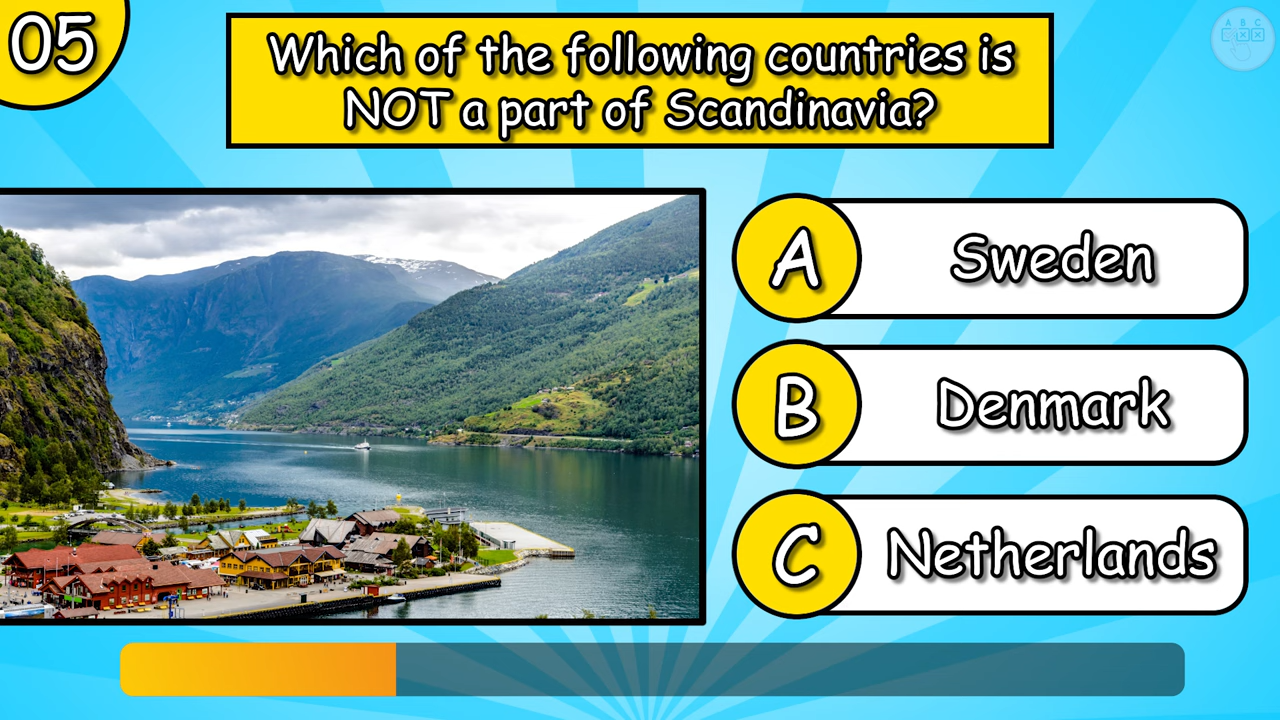 05
Which of the following countries is
NOT a part of Scandinavia?
A B C
A
Sweden
B
Denmark
C
Netherlands